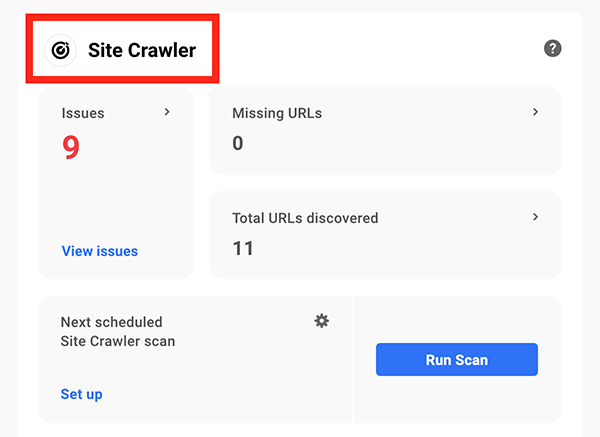 Site Crawler
?
Issues
9
View issues
Missing URLs
0
Total URLs discovered
11
Next scheduled
Site Crawler scan
Set up
Run Scan